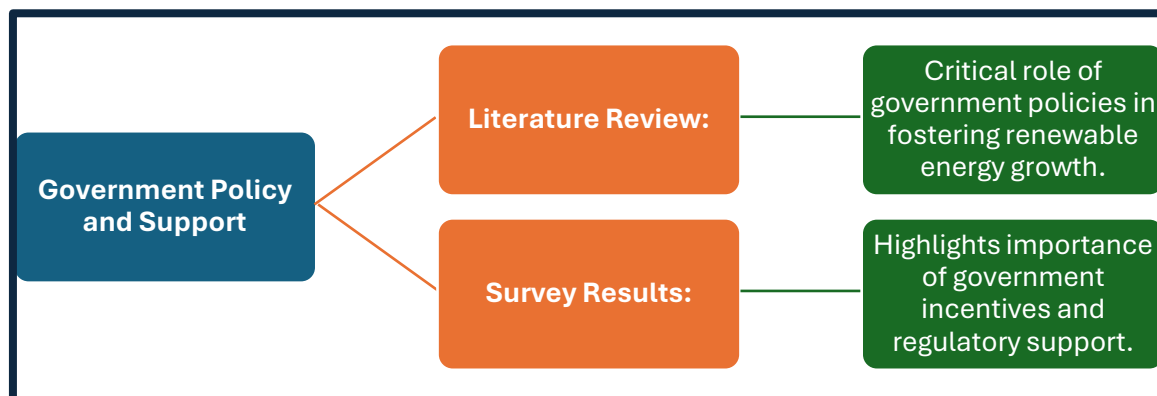 Government Policy
and Support
Literature Review:
Critical role of
government policies in
fostering renewable
energy growth.
Survey Results:
Highlights importance
of government
incentives and
regulatory support.